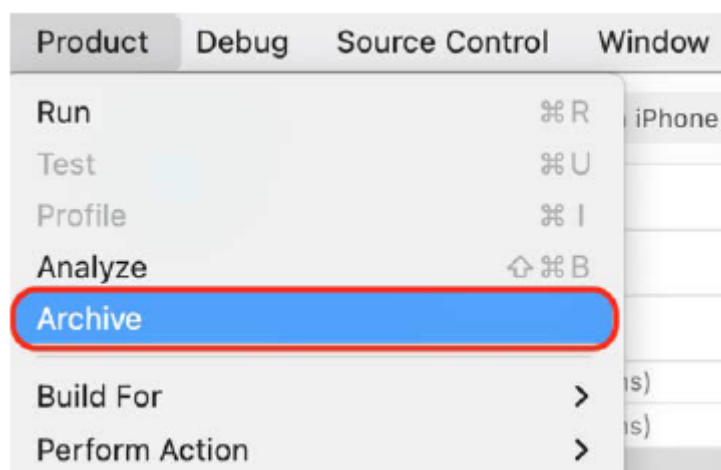 Product Debug Source Control Window
Run ⌘R
iPhone
Test ⌘U
Profile ⌘I
Analyze ⇧⌘B
Archive
Build For >
ns)
Perform Action >
ns)